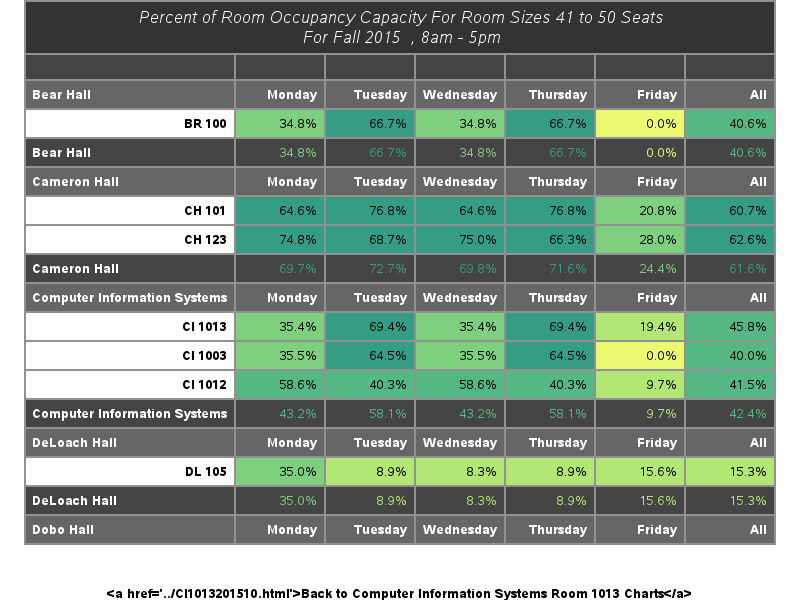 Percent of Room Occupancy Capacity For Room Sizes 41 to 50 Seats
For Fall 2015 , 8am - 5pm
Bear Hall Monday Tuesday Wednesday Thursday Friday All
BR 100 34.8% 66.7% 34.8% 66.7% 0.0% 40.6%
Bear Hall 34.8% 66.7% 34.8% 66.7% 0.0% 40.6%
Cameron Hall Monday Tuesday Wednesday Thursday Friday All
CH 101 64.6% 76.8% 64.6% 76.8% 20.8% 60.7%
CH 123 74.8% 68.7% 75.0% 66.3% 28.0% 62.6%
Cameron Hall 69.7% 72.7% 69.8% 71.6% 24.4% 61.6%
Computer Information Systems Monday Tuesday Wednesday Thursday Friday All
CI 1013 35.4% 69.4% 35.4% 69.4% 19.4% 45.8%
CI 1003 35.5% 64.5% 35.5% 64.5% 0.0% 40.0%
CI 1012 58.6% 40.3% 58.6% 40.3% 9.7% 41.5%
Computer Information Systems 43.2% 58.1% 43.2% 58.1% 9.7% 42.4%
DeLoach Hall Monday Tuesday Wednesday Thursday Friday All
DL 105 35.0% 8.9% 8.3% 8.9% 15.6% 15.3%
DeLoach Hall 35.0% 8.9% 8.3% 8.9% 15.6% 15.3%
Dobo Hall Monday Tuesday Wednesday Thursday Friday All
&lt;a href='../CI1013201510.html'&gt;Back to Computer Information Systems Room 1013 Charts&lt;/a&gt;